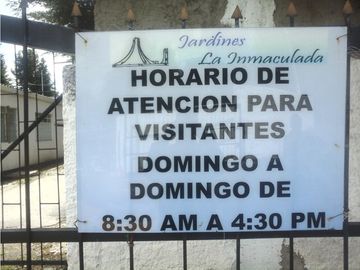 Jardines
La Inmaculada
HORARIO DE
ATENCION PARA
VISITANTES
DOMINGO A
DOMINGO DE
8:30 AM A 4:30 PM